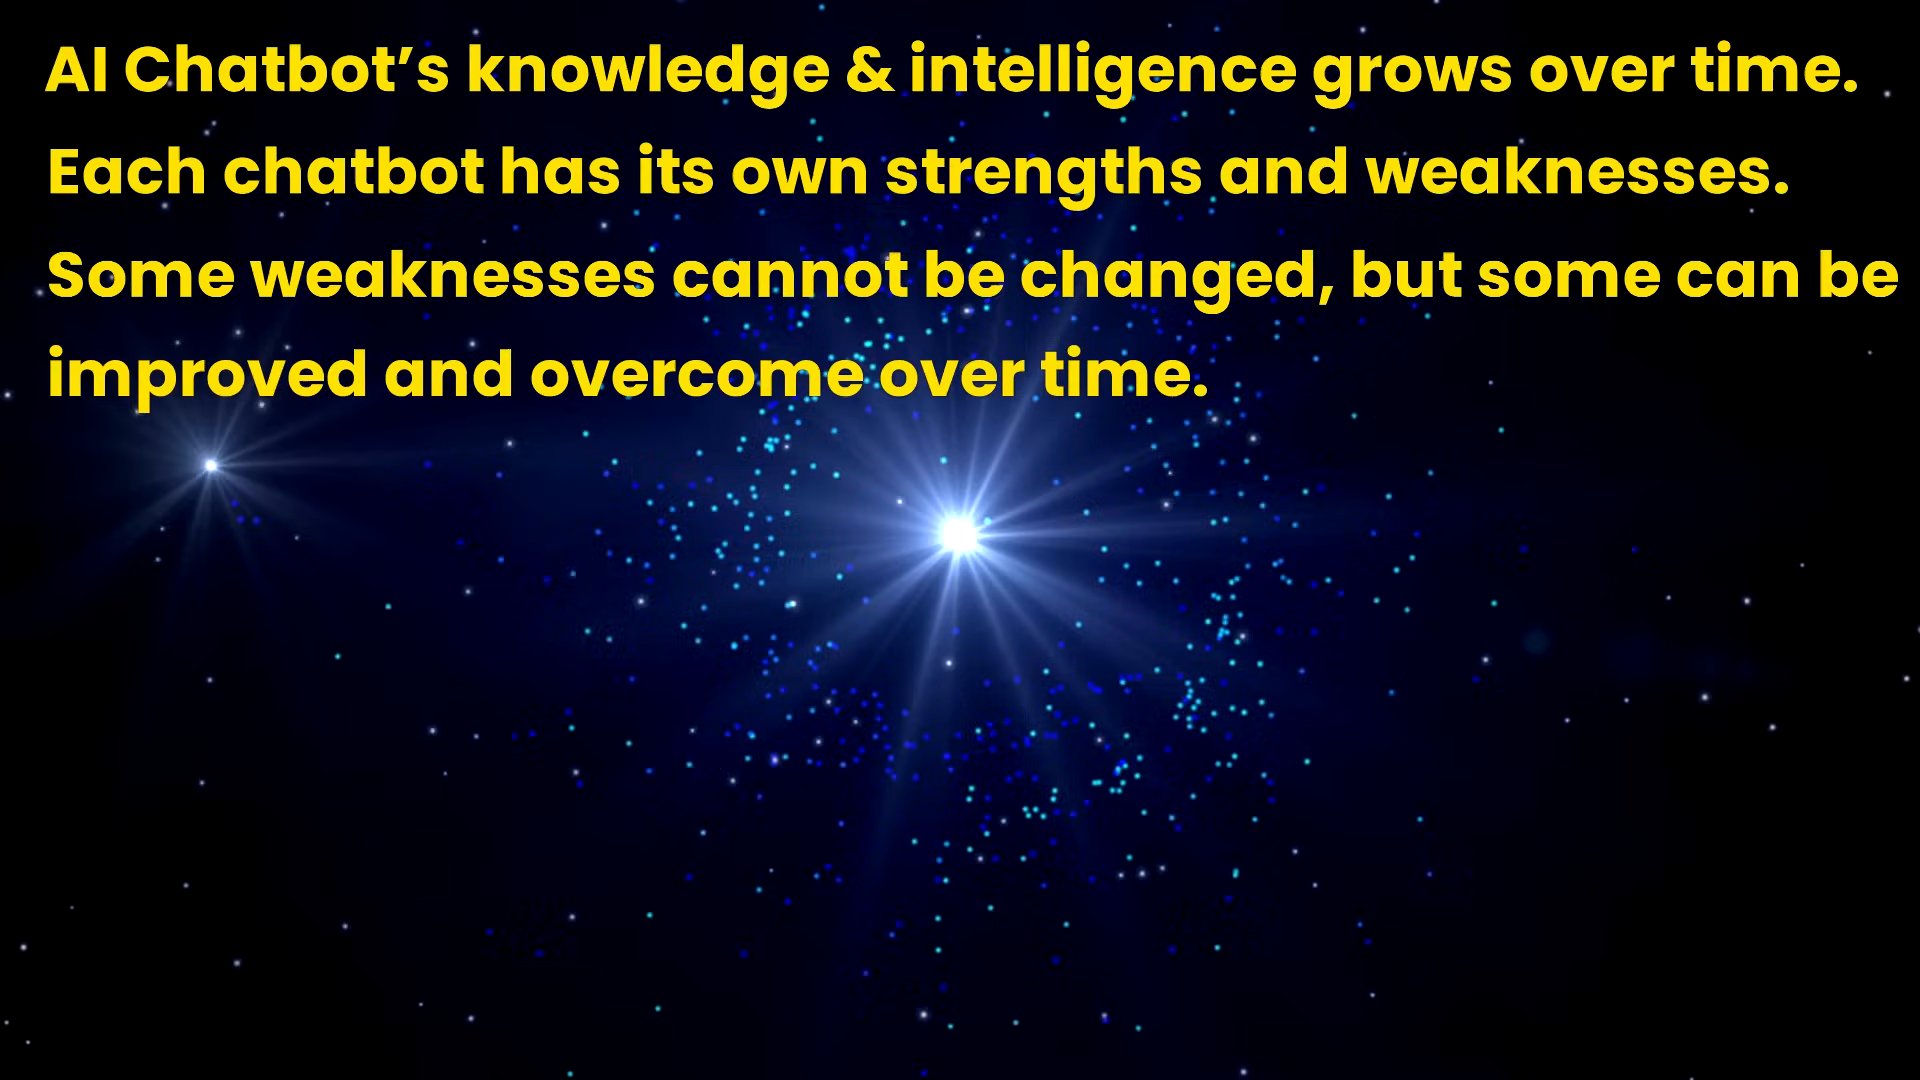 AI Chatbot’s knowledge & intelligence grows over time.
Each chatbot has its own strengths and weaknesses.
Some weaknesses cannot be changed, but some can be
improved and overcome over time.